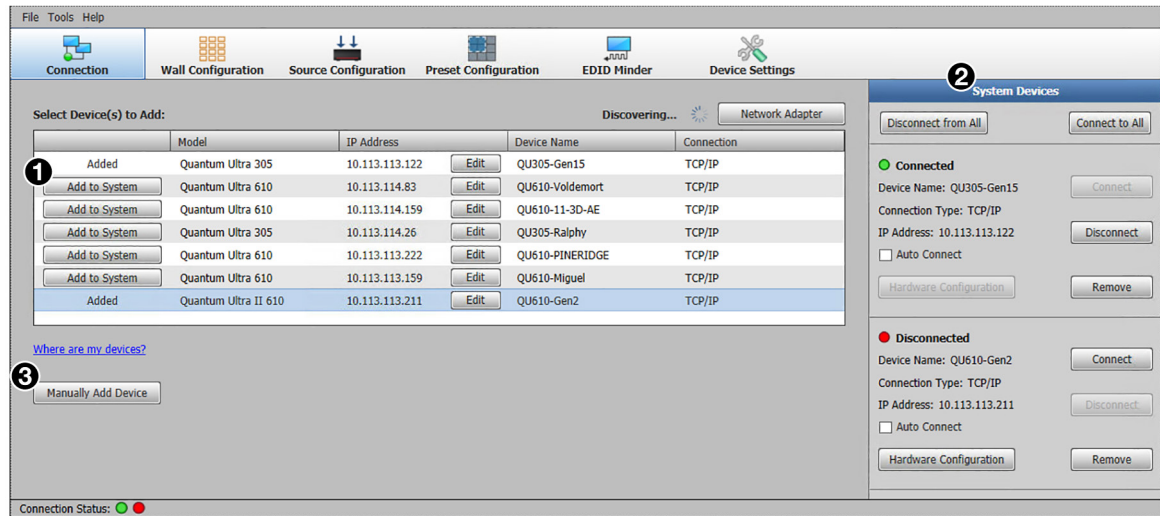 File Tools Help
Connection Wall Configuration Source Configuration Preset Configuration EDID Minder Device Settings
2
System Devices
Select Device(s) to Add: Discovering... Network Adapter
Disconnect from All Connect to All
Model IP Address Device Name Connection
Added Quantum Ultra 305 10.113.113.122 Edit QU305-Gen15 TCP/IP
1
Add to System Quantum Ultra 610 10.113.114.83 Edit QU610-Voldemort TCP/IP
Add to System Quantum Ultra 610 10.113.114.159 Edit QU610-11-3D-AE TCP/IP
Add to System Quantum Ultra 305 10.113.114.26 Edit QU305-Ralphy TCP/IP
Add to System Quantum Ultra 610 10.113.113.222 Edit QU610-PINERIDGE TCP/IP
Add to System Quantum Ultra 610 10.113.113.159 Edit QU610-Miguel TCP/IP
Added Quantum Ultra II 610 10.113.113.211 Edit QU610-Gen2 TCP/IP
Where are my devices?
3
Manually Add Device
Connected
Device Name: QU305-Gen15 Connect
Connection Type: TCP/IP
IP Address: 10.113.113.122 Disconnect
Auto Connect
Hardware Configuration Remove
Disconnected
Device Name: QU610-Gen2 Connect
Connection Type: TCP/IP
IP Address: 10.113.113.211 Disconnect
Auto Connect
Hardware Configuration Remove
Connection Status: